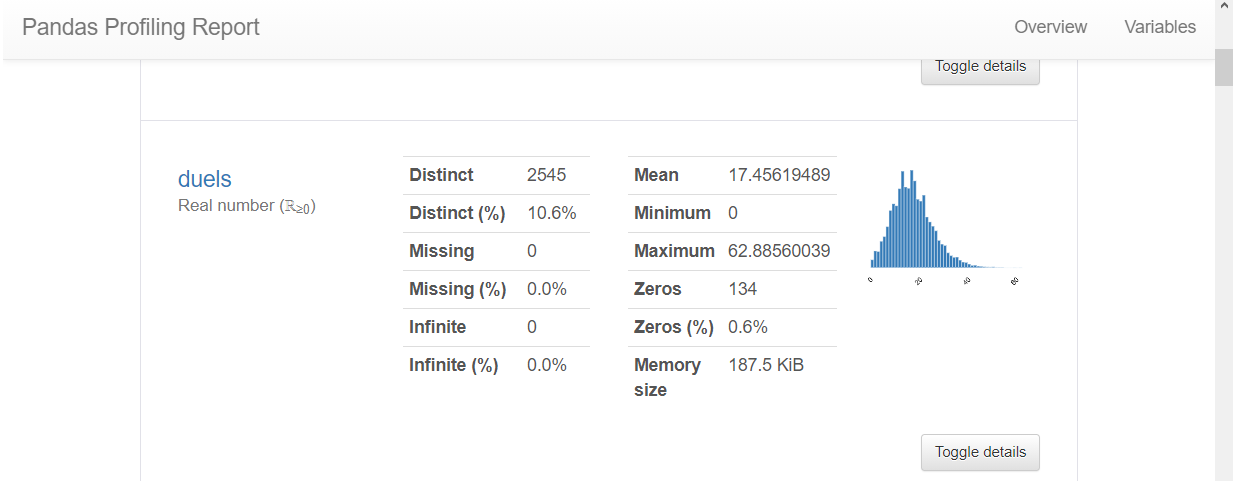 Pandas Profiling Report
Overview Variables
Toggle details
duels
Real number (ℝ≥0)
Distinct 2545
Distinct (%) 10.6%
Missing 0
Missing (%) 0.0%
Infinite 0
Infinite (%) 0.0%
Mean 17.45619489
Minimum 0
Maximum 62.88560039
Zeros 134
Zeros (%) 0.6%
Memory size 187.5 KiB
0 20 40 60
Toggle details